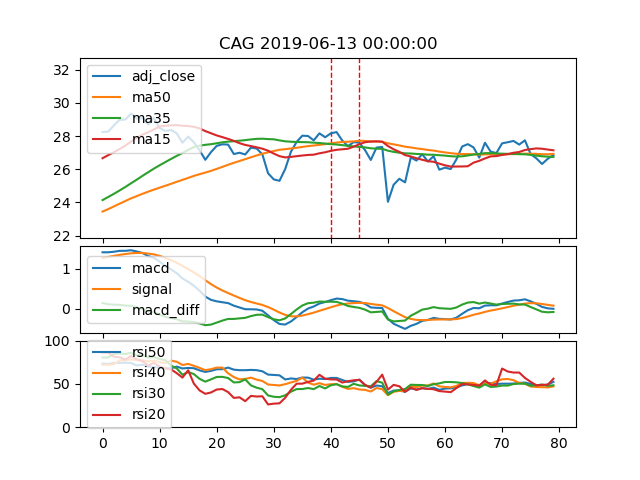 CAG 2019-06-13 00:00:00
32
30
28
26
24
22
adj_close
ma50
ma35
ma15
1
0
macd
signal
macd_diff
100
50
0
rsi50
rsi40
rsi30
rsi20
0 10 20 30 40 50 60 70 80